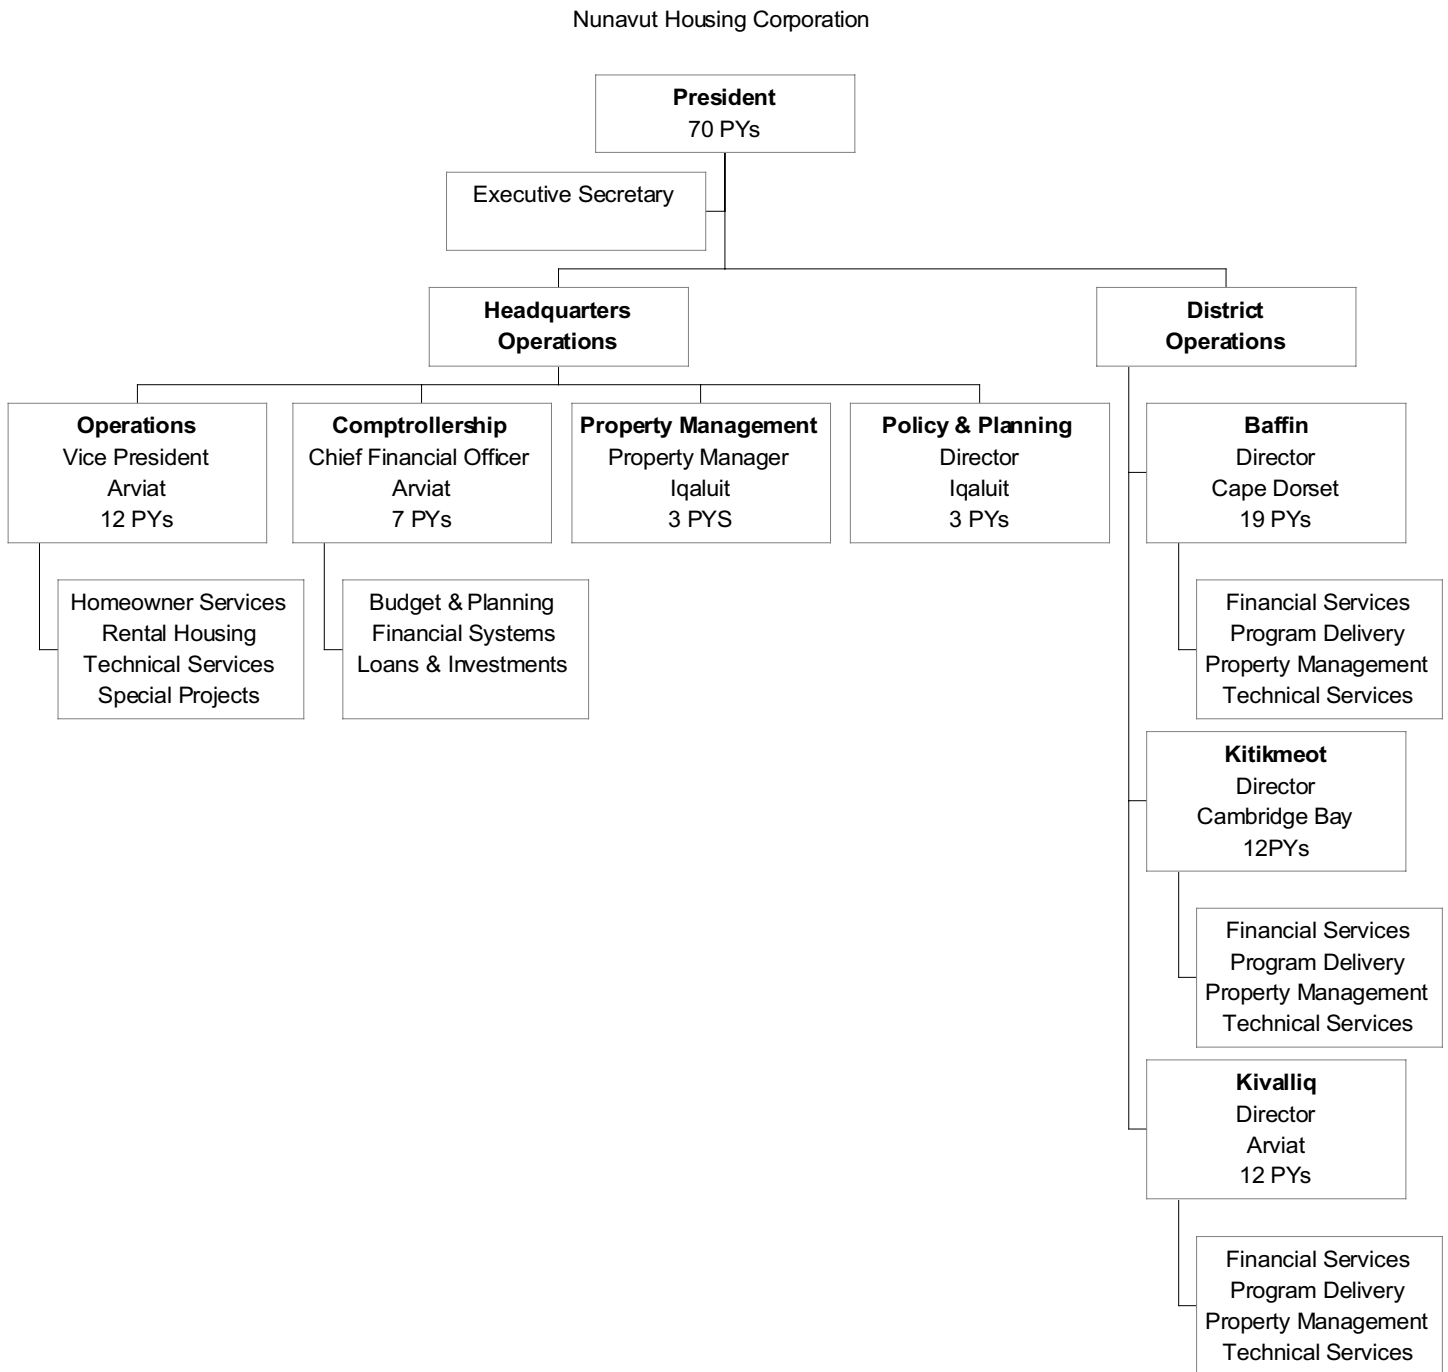 Nunavut Housing Corporation
President
70 PYs
Executive Secretary
Headquarters
Operations
District
Operations
Operations
Vice President
Arviat
12 PYs
Comptrollership
Chief Financial Officer
Arviat
7 PYs
Property Management
Property Manager
Iqaluit
3 PYS
Policy & Planning
Director
Iqaluit
3 PYs
Baffin
Director
Cape Dorset
19 PYs
Homeowner Services
Rental Housing
Technical Services
Special Projects
Budget & Planning
Financial Systems
Loans & Investments
Financial Services
Program Delivery
Property Management
Technical Services
Kitikmeot
Director
Cambridge Bay
12PYs
Financial Services
Program Delivery
Property Management
Technical Services
Kivalliq
Director
Arviat
12 PYs
Financial Services
Program Delivery
Property Management
Technical Services